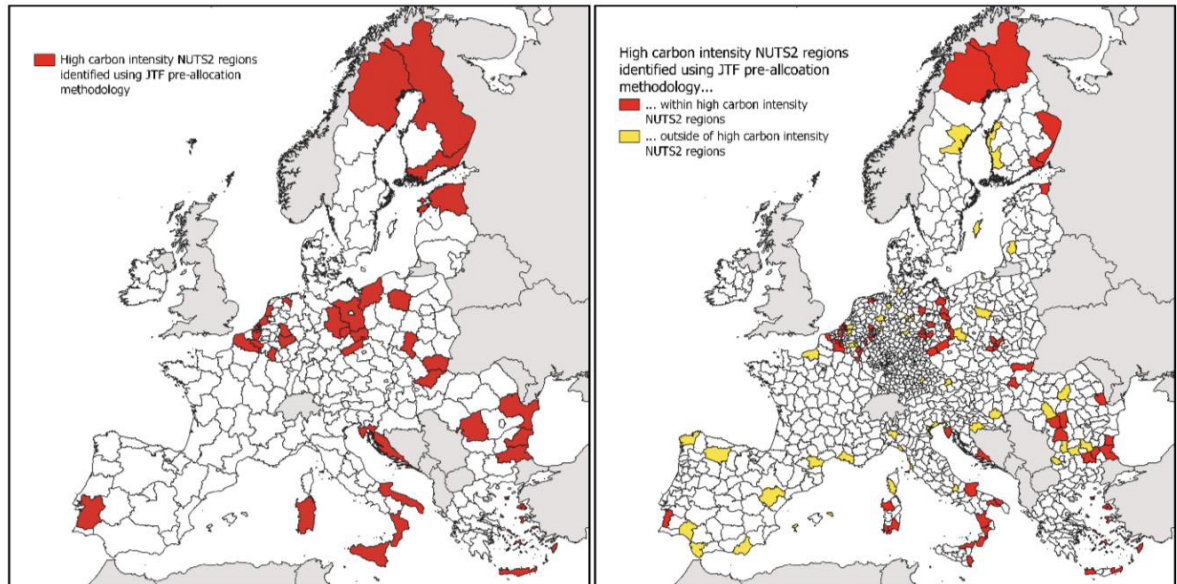 High carbon intensity NUTS2 regions
identified using JTF pre-allocation
methodology
High carbon intensity NUTS2 regions
identified using JTF pre-allcoation
methodology...
... within high carbon intensity
NUTS2 regions
... outside of high carbon intensity
NUTS2 regions